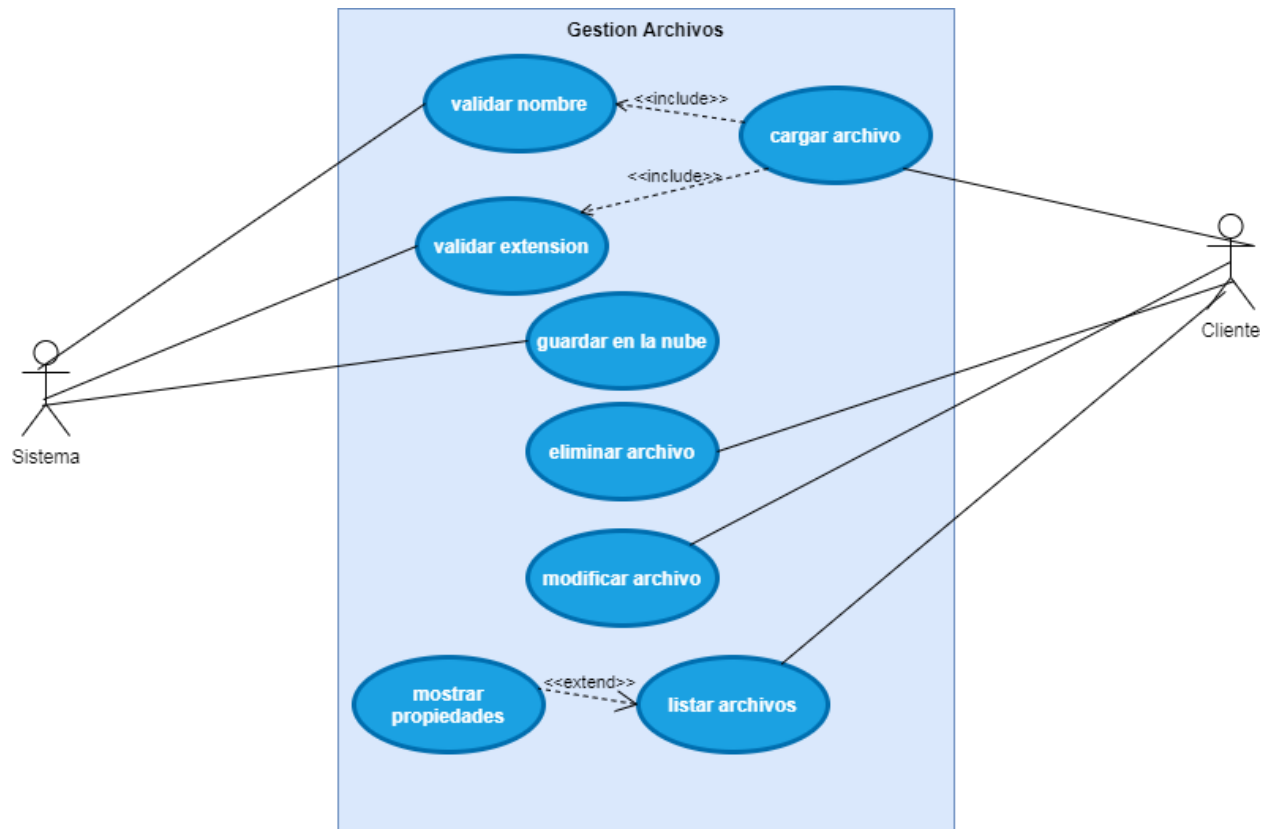 Gestion Archivos
validar nombre
<<include>>
cargar archivo
<<include>>
validar extension
guardar en la nube
Cliente
eliminar archivo
Sistema
modificar archivo
<<extend>>
mostrar
propiedades
listar archivos